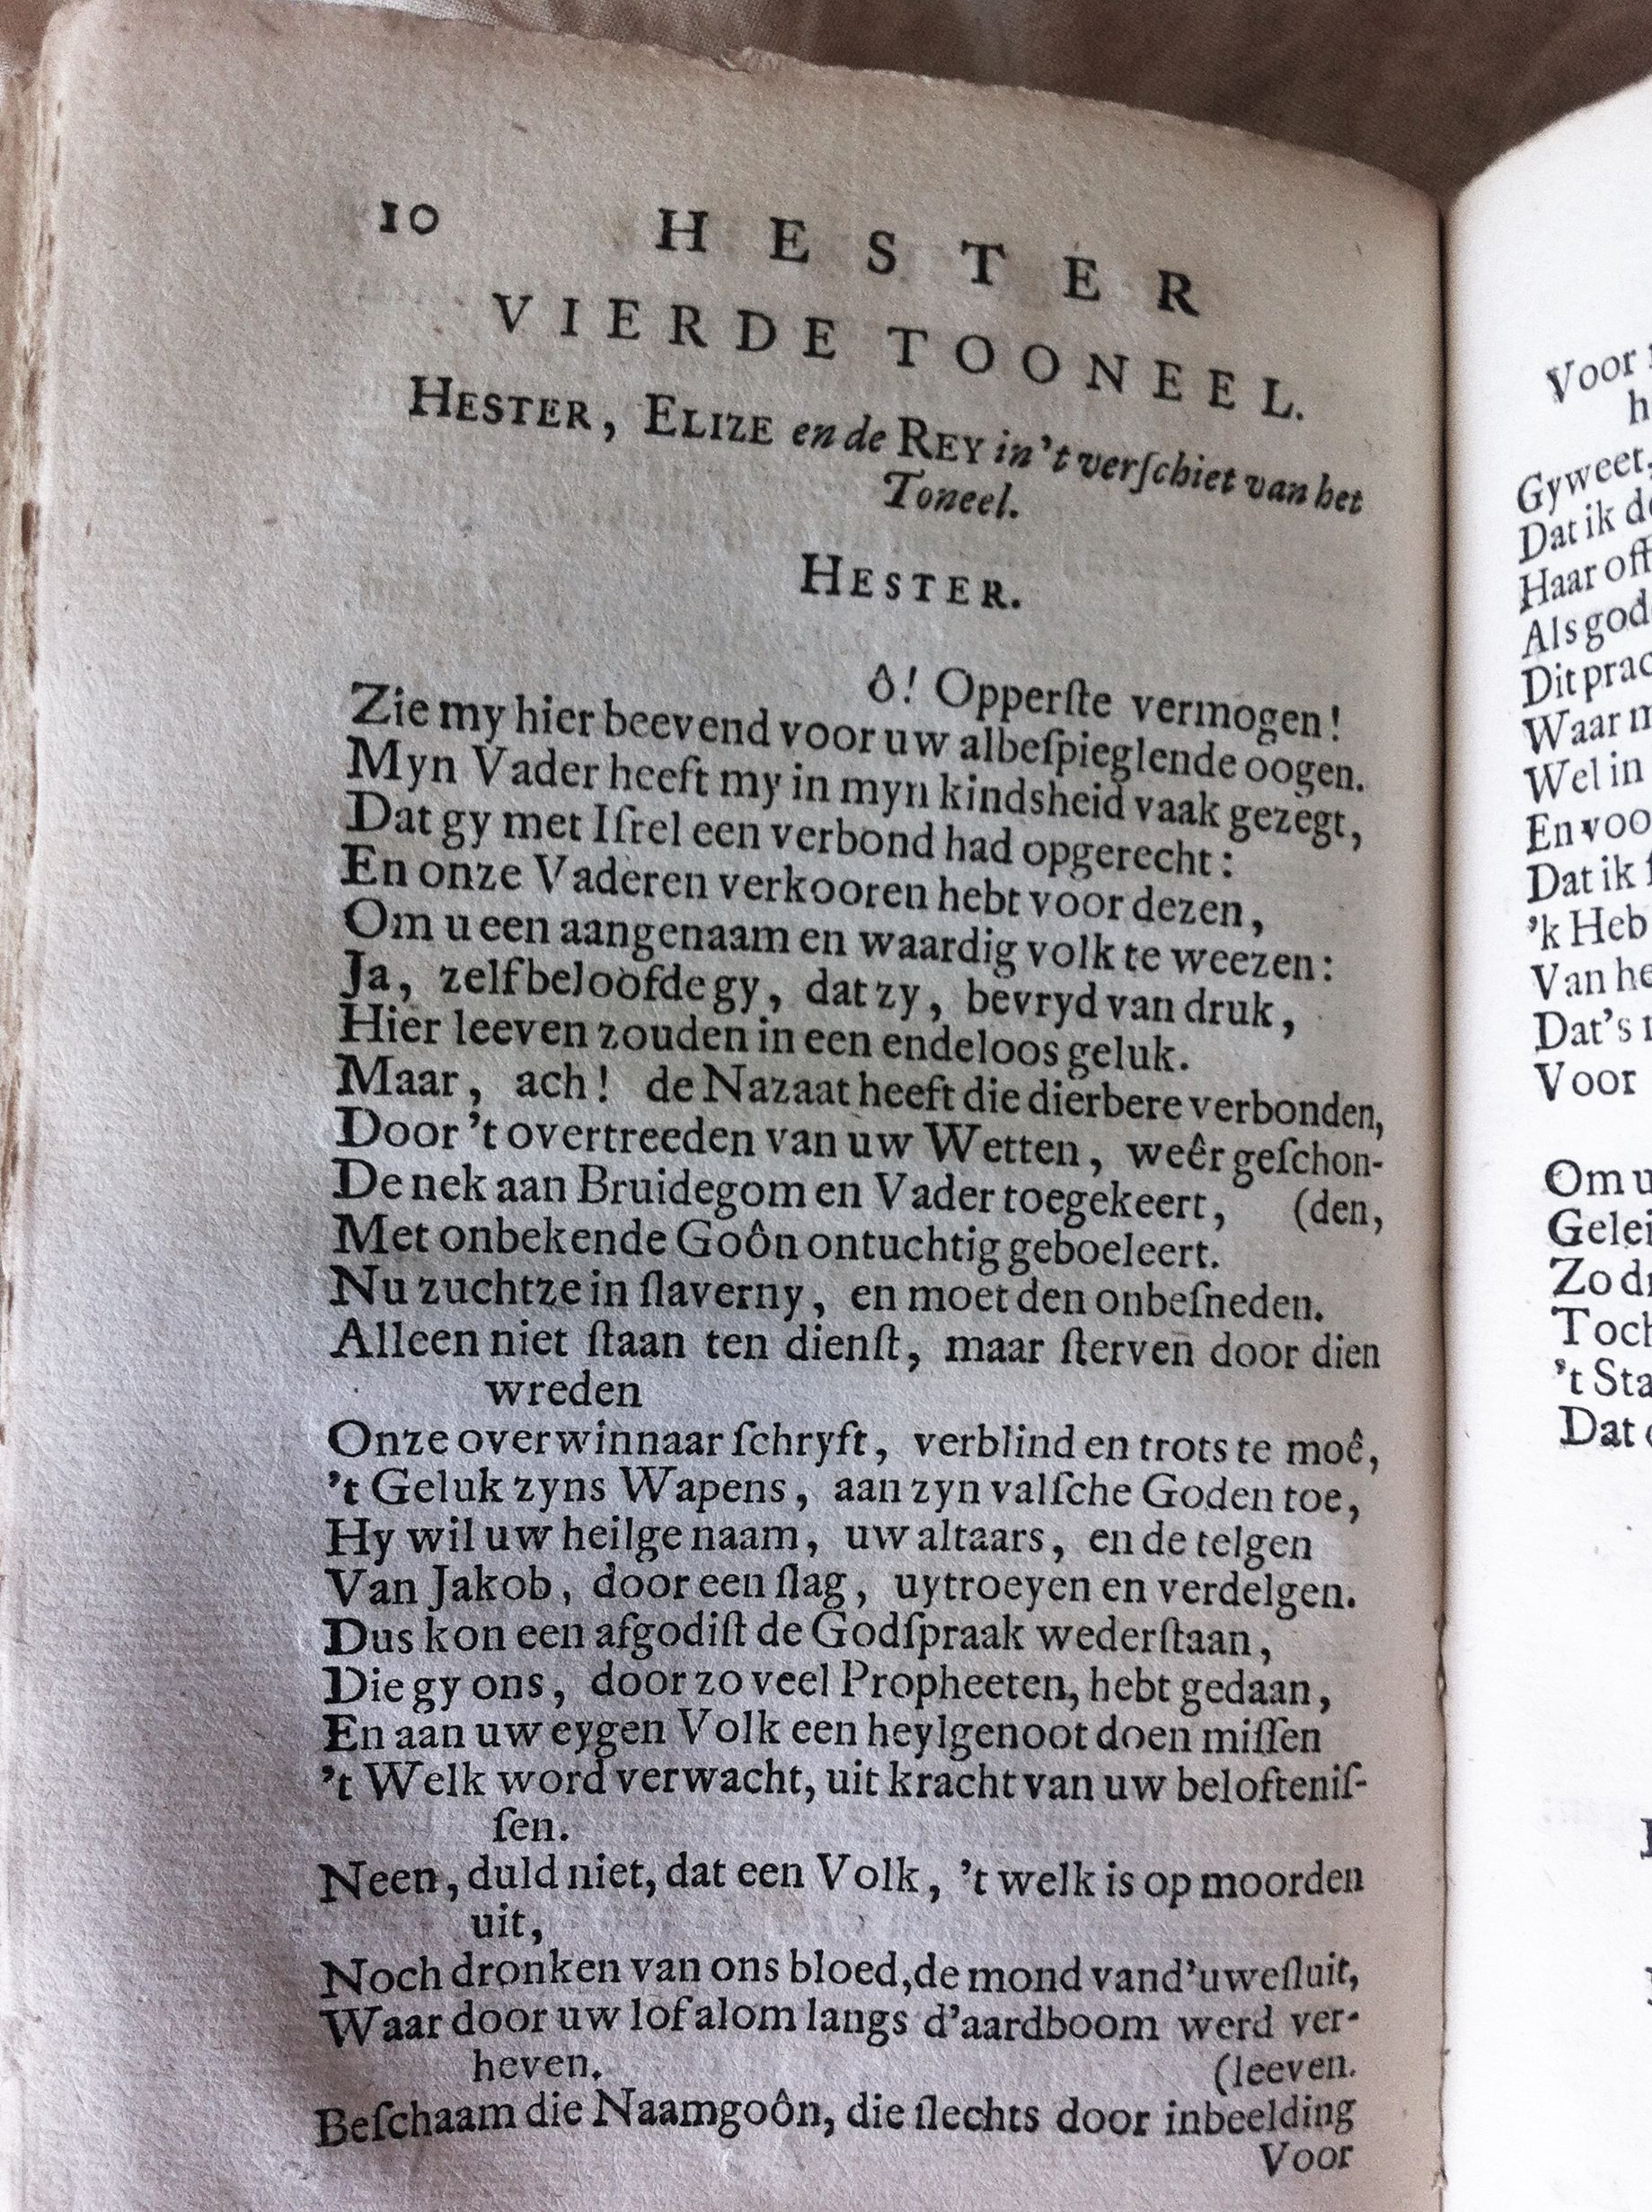 10 HESTER
VIERDE TOONEEL.
HESTER, ELIZE en de REY in 't verſchiet van het
Toneel.
HESTER.
ô! Opperſte vermogen!
Zie my hier beevend voor uw albeſpieglende oogen.
Myn Vader heeft my in myn kindsheid vaak gezegt,
Dat gy met Iſrel een verbond had opgerecht:
En onze Vaderen verkooren hebt voor dezen,
Om u een aangenaam en waardig volk te weezen:
Ja, zelf beloofde gy, dat zy, bevryd van druk,
Hier leeven zouden in een endeloos geluk.
Maar, ach! de Nazaat heeft die dierbere verbonden,
Door 't overtreeden van uw Wetten, weêr geſchon-
De nek aan Bruidegom en Vader toegekeert, (den,
Met onbekende Goôn ontuchtig geboeleert.
Nu zucht ze in ſlaverny, en moet den onbeſneden.
Alleen niet ſtaan ten dienſt, maar ſterven door dien
wreden
Onze overwinnaar ſchryft, verblind en trots te moê,
't Geluk zyns Wapens, aan zyn valſche Goden toe,
Hy wil uw heilge naam, uw altaars, en de telgen
Van Jakob, door een ſlag, uytroeyen en verdelgen.
Dus kon een afgodiſt de Godſpraak wederſtaan,
Die gy ons, door zo veel Propheeten, hebt gedaan,
En aan uw eygen Volk een heylgenoot doen miſſen
't Welk word verwacht, uit kracht van uw belofteniſ-
ſen.
Neen, duld niet, dat een Volk, 't welk is op moorden
uit,
Noch dronken van ons bloed, de mond van d'uwe ſluit,
Waar door uw lof alom langs d'aardboom werd ver-
heven. (leeven.
Beſchaam die Naamgoôn, die ſlechts door inbeelding
Voor
Voor
Gy weet,
Dat ik
Haar
Als god
Dit
Waar
Wel in
En voo
Dat ik
'k Heb
Van he
Dat's
Voor
Om u
Gelei
Zo
Toch
't Sta
Dat